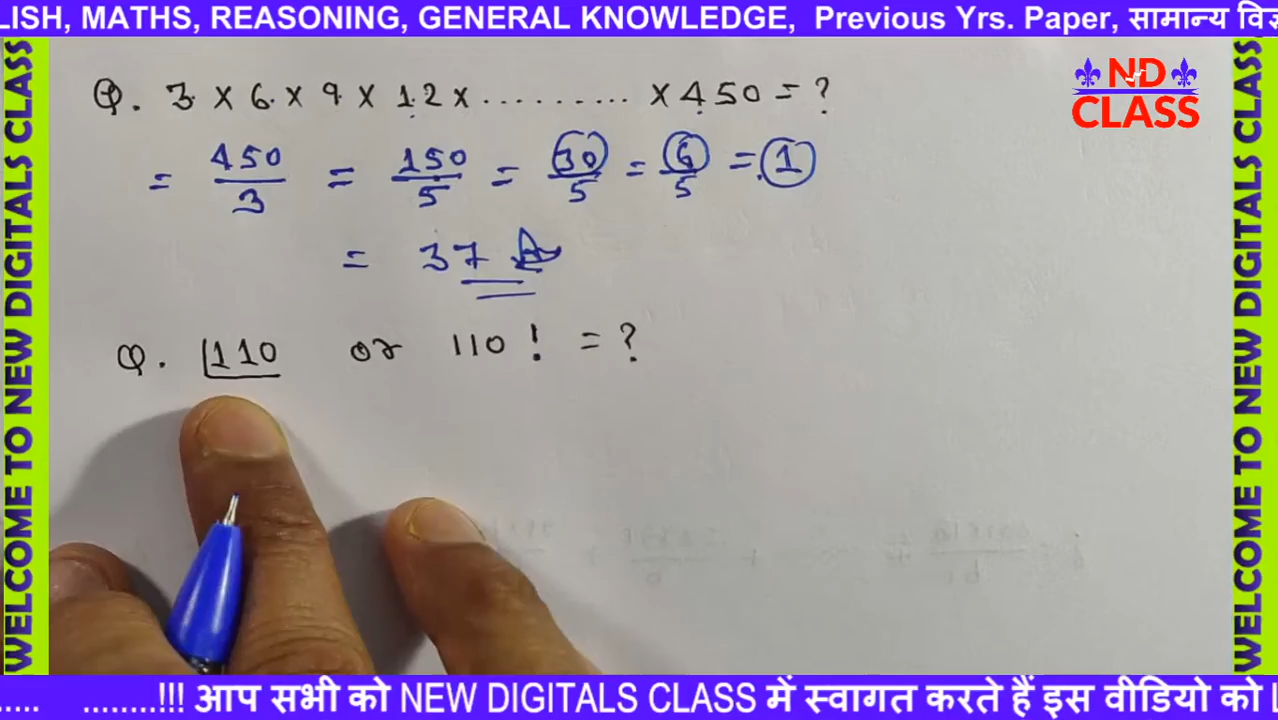 LISH, MATHS, REASONING, GENERAL KNOWLEDGE, Previous Yrs. Paper, सामान्य वि
ND
CLASS
Q. 3 × 6 × 9 × 12 × .......... × 450 = ?
= 450/3 = 150/5 = 30/5 = 6/5 = 1
= 37 A
Q. |110 or 110 ! = ?
WELCOME TO NEW DIGITALS CLASS
WELCOME TO NEW DIGITALS CLASS
..... ........!!! आप सभी को NEW DIGITALS CLASS में स्वागत करते हैं इस वीडियो को